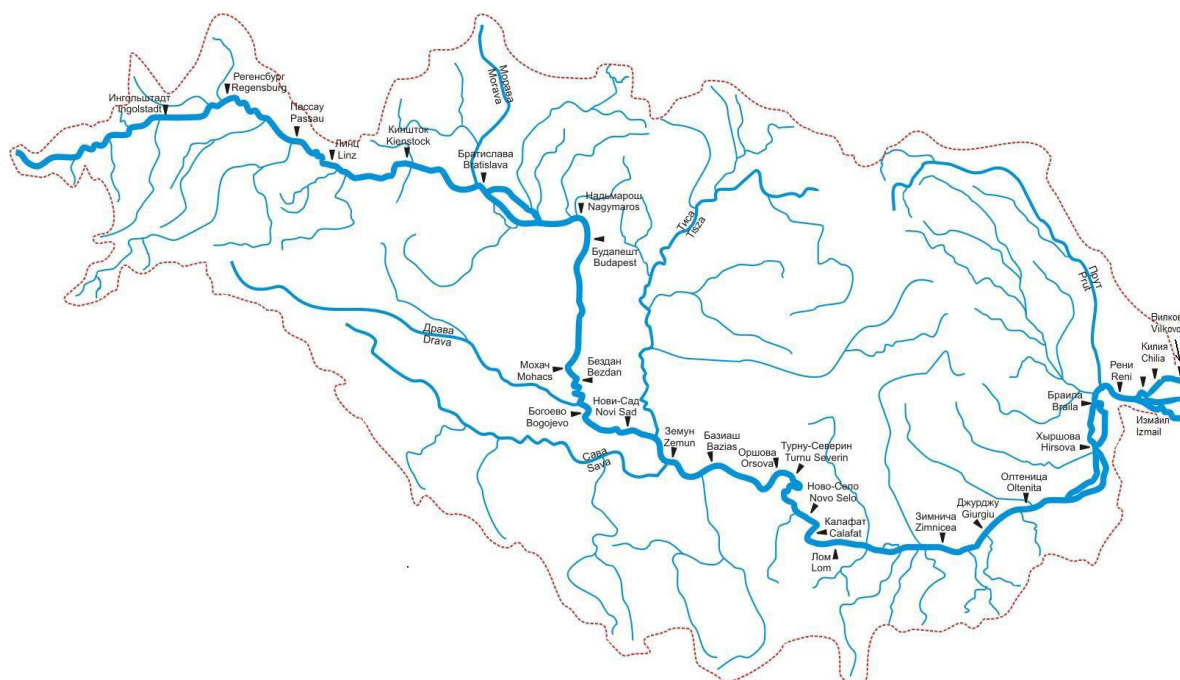 Регенсбург
Regensburg
Ингольштадт
Ingolstadt
Пассау
Passau
Линц
Linz
Киншток
Kienstock
Морава
Morava
Братислава
Bratislava
Надьмарош
Nagymaros
Будапешт
Budapest
Тиса
Tisza
Драва
Drava
Мохач
Mohacs
Бездан
Bezdan
Богоево
Bogojevo
Нови-Сад
Novi Sad
Сава
Sava
Земун
Zemun
Базиаш
Bazias
Оршова
Orsova
Турну-Северин
Turnu Severin
Ново-Село
Novo Selo
Калафат
Calafat
Лом
Lom
Зимнича
Zimnicea
Джурджу
Giurgiu
Олтеница
Oltenita
Хыршова
Hirsova
Браила
Braila
Прут
Prut
Рени
Reni
Килия
Chilia
Вилков
Vilkovo
Измаил
Izmail